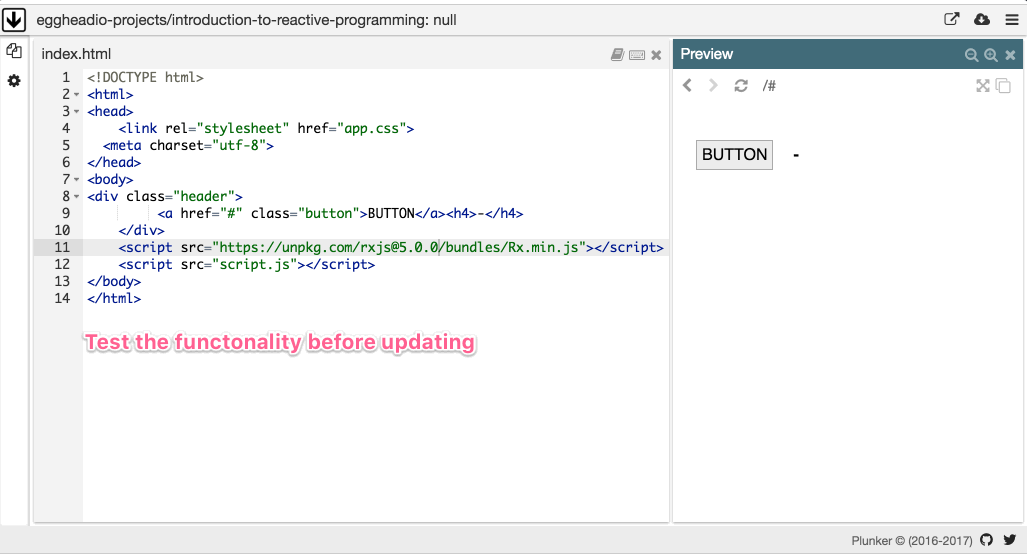 eggheadio-projects/introduction-to-reactive-programming: null
index.html
1 <!DOCTYPE html>
2 <html>
3 <head>
4     <link rel="stylesheet" href="app.css">
5   <meta charset="utf-8">
6 </head>
7 <body>
8 <div class="header">
9          <a href="#" class="button">BUTTON</a><h4>-</h4>
10     </div>
11     <script src="https://unpkg.com/rxjs@5.0.0/bundles/Rx.min.js"></script>
12     <script src="script.js"></script>
13 </body>
14 </html>
Test the functonality before updating
Preview
/#
BUTTON -
Plunker © (2016-2017)